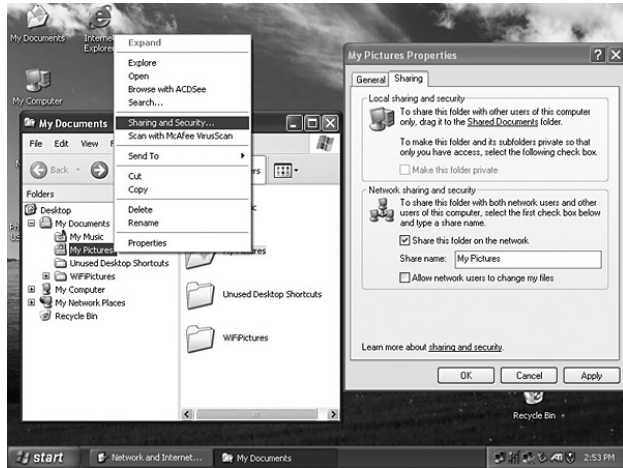 My Documents
Interne
Explore
My Computer
My Documents
File Edit View F
Back
Folders
Desktop
My Documents
My Music
My Pictures
Unused Desktop Shortcuts
WiFiPictures
My Computer
My Network Places
Recycle Bin
Expand
Explore
Open
Browse with ACDSee
Search...
Sharing and Security...
Scan with McAfee VirusScan
Send To
Cut
Copy
Delete
Rename
Properties
My Pictures
Unused Desktop Shortcuts
WiFiPictures
My Pictures Properties
General Sharing
Local sharing and security
To share this folder with other users of this computer
only, drag it to the Shared Documents folder.
To make this folder and its subfolders private so that
only you have access, select the following check box.
Make this folder private
Network sharing and security
To share this folder with both network users and other
users of this computer, select the first check box below
and type a share name.
Share this folder on the network
Share name: My Pictures
Allow network users to change my files
Learn more about sharing and security.
OK Cancel Apply
Recycle Bin
start Network and Internet... My Documents 2:53 PM